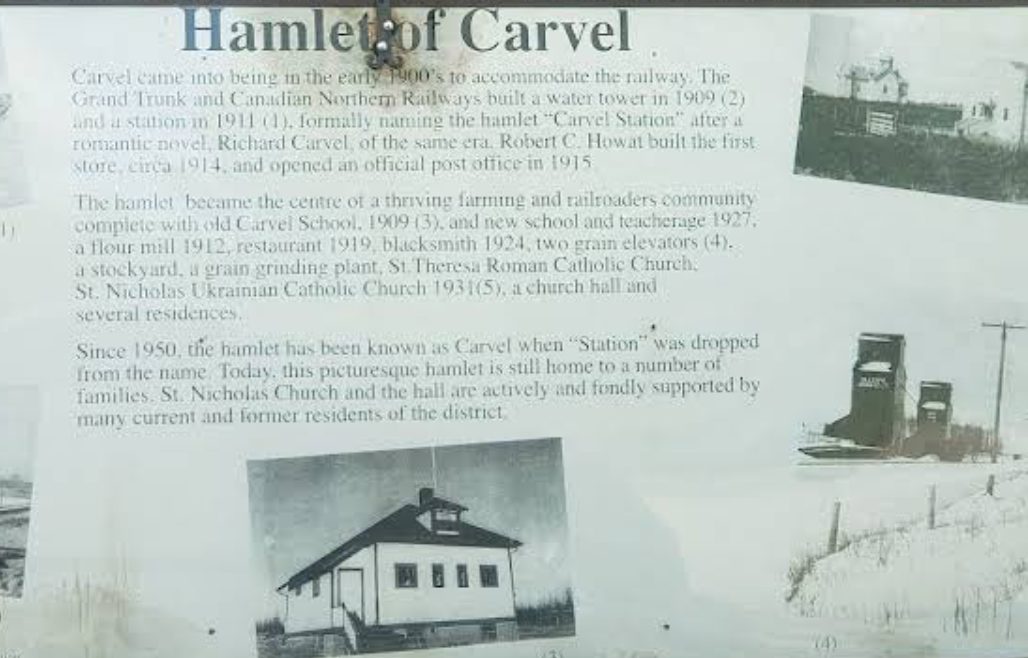 Hamlet of Carvel
Carvel came into being in the early 1900's to accommodate the railway. The
Grand Trunk and Canadian Northern Railways built a water tower in 1909 (2)
and a station in 1911 (1), formally naming the hamlet "Carvel Station" after a
romantic novel, Richard Carvel, of the same era. Robert C. Howat built the first
store, circa 1914, and opened an official post office in 1915.
The hamlet became the centre of a thriving farming and railroaders community
complete with old Carvel School, 1909 (3), and new school and teacherage 1927,
a flour mill 1912, restaurant 1919, blacksmith 1924, two grain elevators (4),
a stockyard, a grain grinding plant, St.Theresa Roman Catholic Church,
St. Nicholas Ukrainian Catholic Church 1931(5), a church hall and
several residences.
Since 1950, the hamlet has been known as Carvel when "Station" was dropped
from the name. Today, this picturesque hamlet is still home to a number of
families. St. Nicholas Church and the hall are actively and fondly supported by
many current and former residents of the district.
(3)
(4)